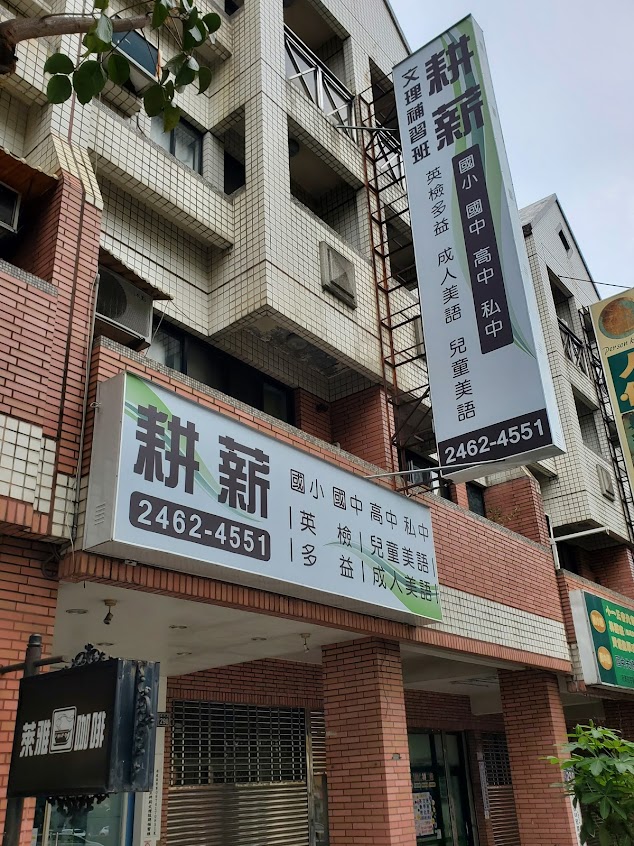 耕薪
文理補習班
國小 國中 高中 私中
英檢多益 成人美語 兒童美語
2462-4551
耕薪
2462-4551
國小 國中 高中 私中
|英 檢|兒童美語|
|多 益|成人美語|
萊雅咖啡
Person